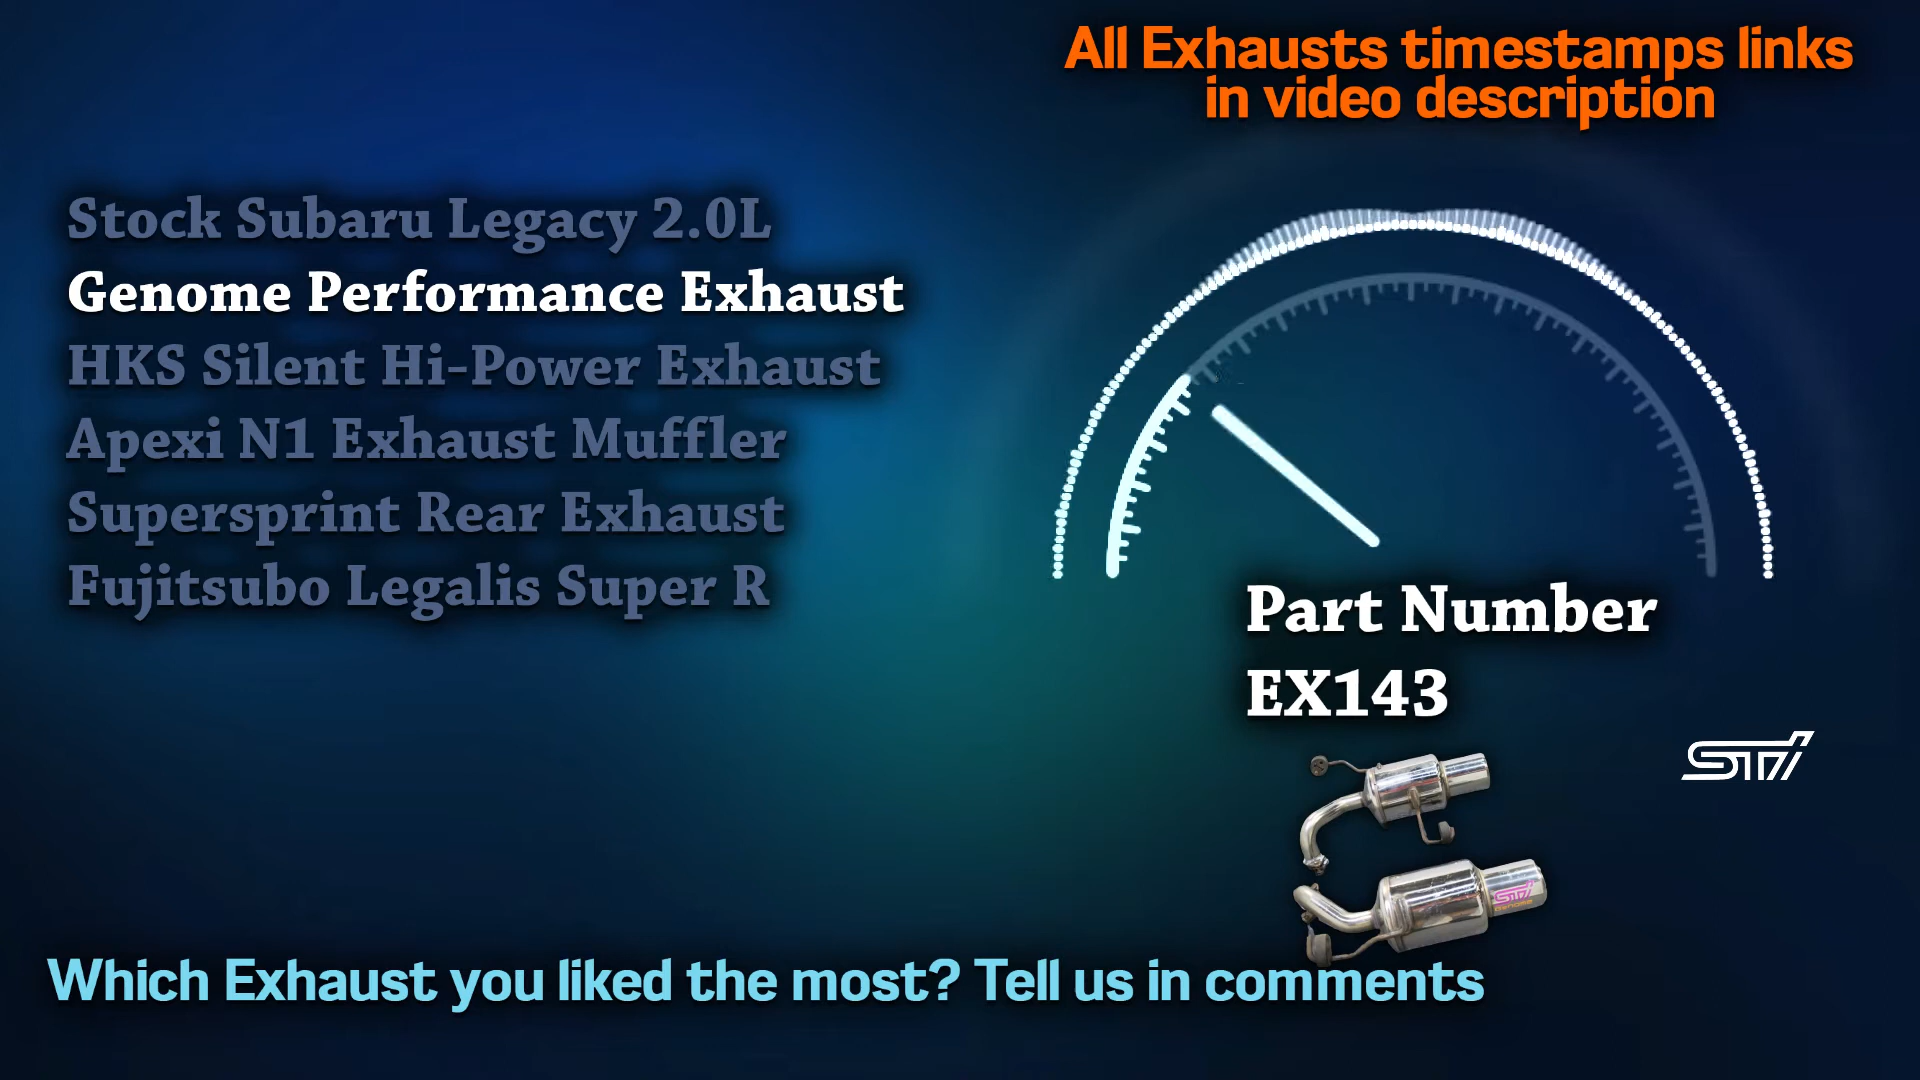 All Exhausts timestamps links
in video description
Stock Subaru Legacy 2.0L
Genome Performance Exhaust
HKS Silent Hi-Power Exhaust
Apexi N1 Exhaust Muffler
Supersprint Rear Exhaust
Fujitsubo Legalis Super R
Part Number
EX143
STi
STi
Genome
Which Exhaust you liked the most? Tell us in comments